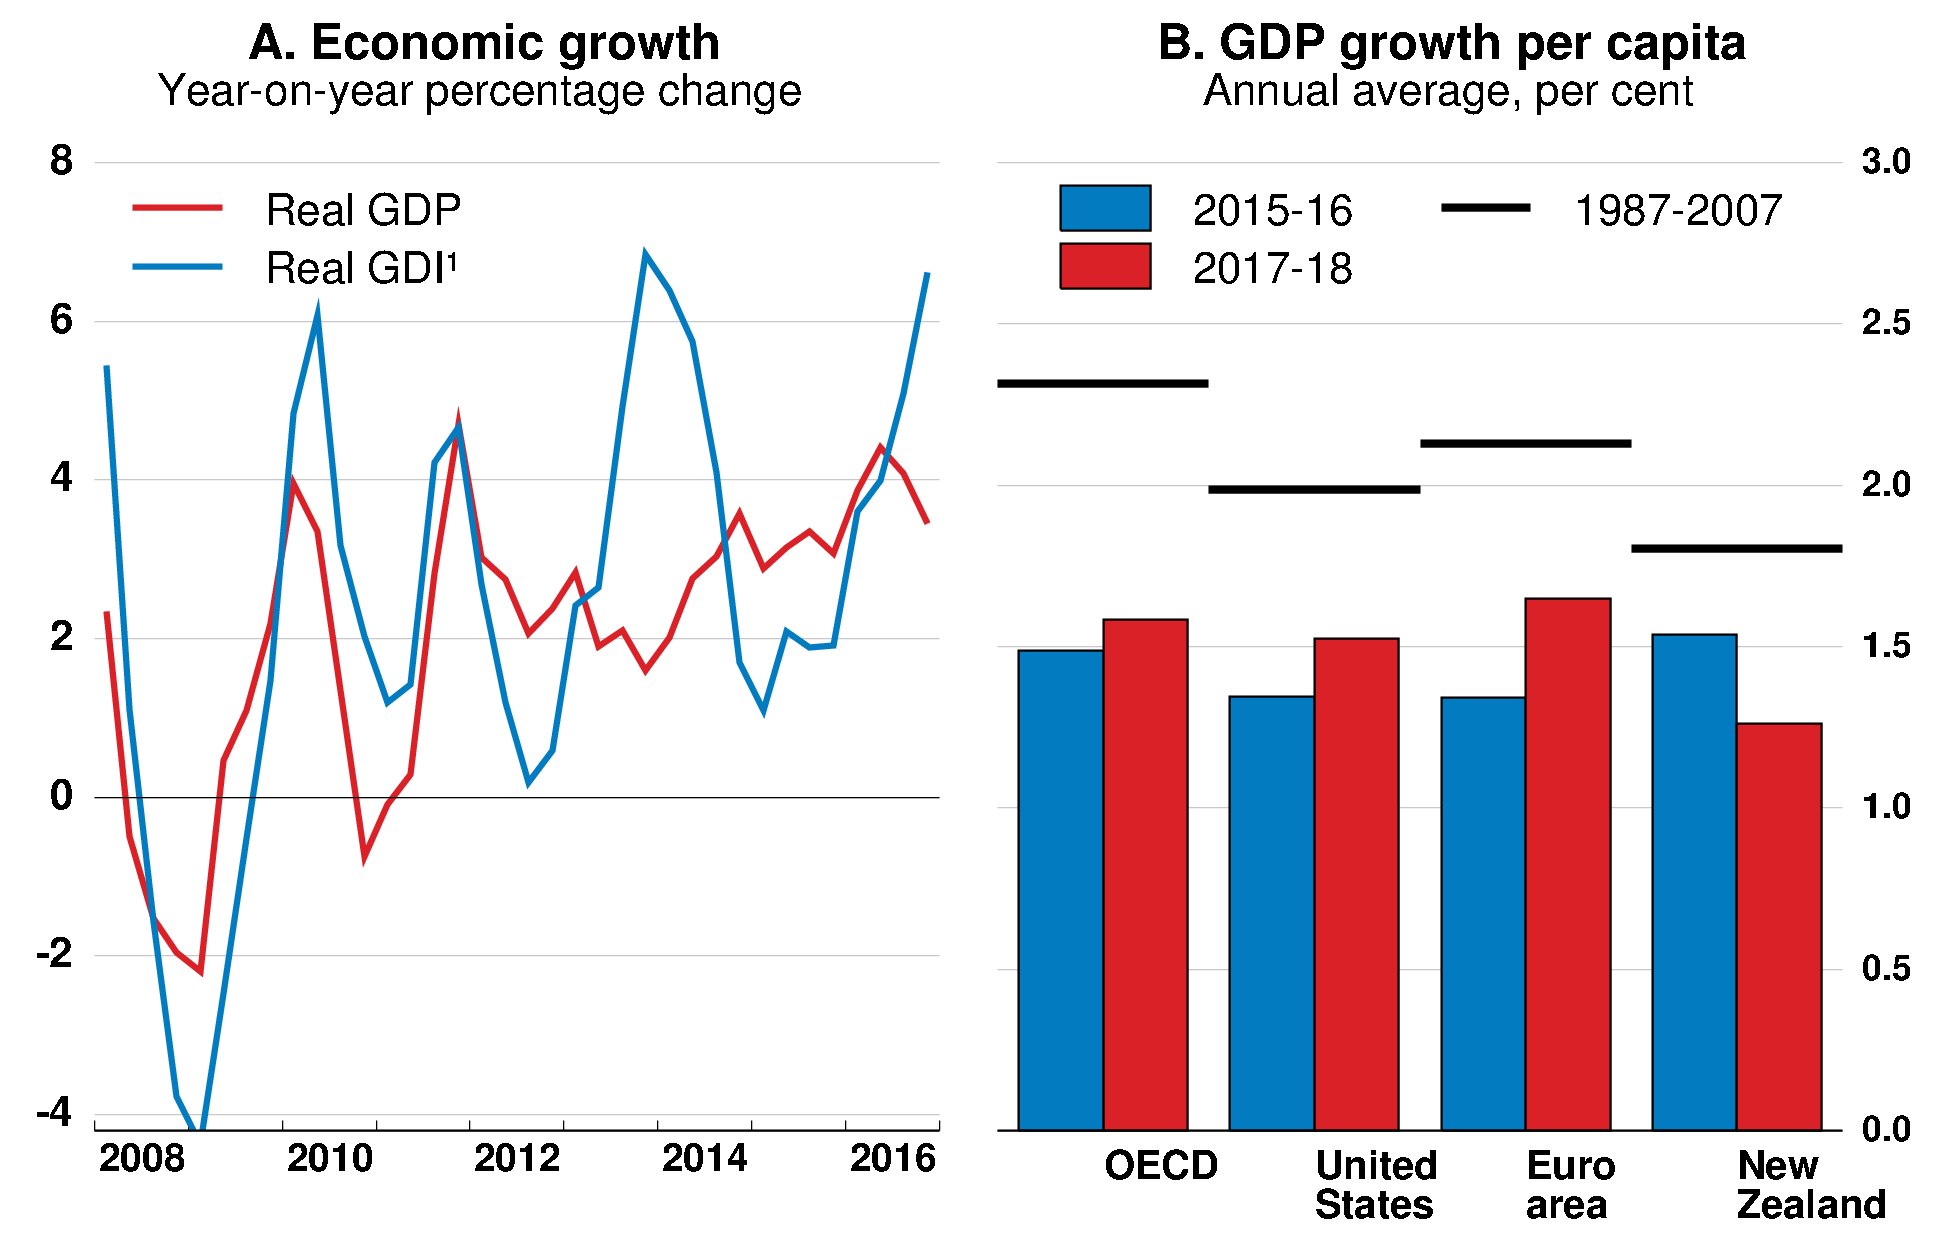 A. Economic growth
Year-on-year percentage change
8
6
4
2
0
-2
-4
Real GDP
Real GDI¹
2008
2010
2012
2014
2016
B. GDP growth per capita
Annual average, per cent
2015-16
2017-18
1987-2007
3.0
2.5
2.0
1.5
1.0
0.5
0.0
OECD
United
States
Euro
area
New
Zealand